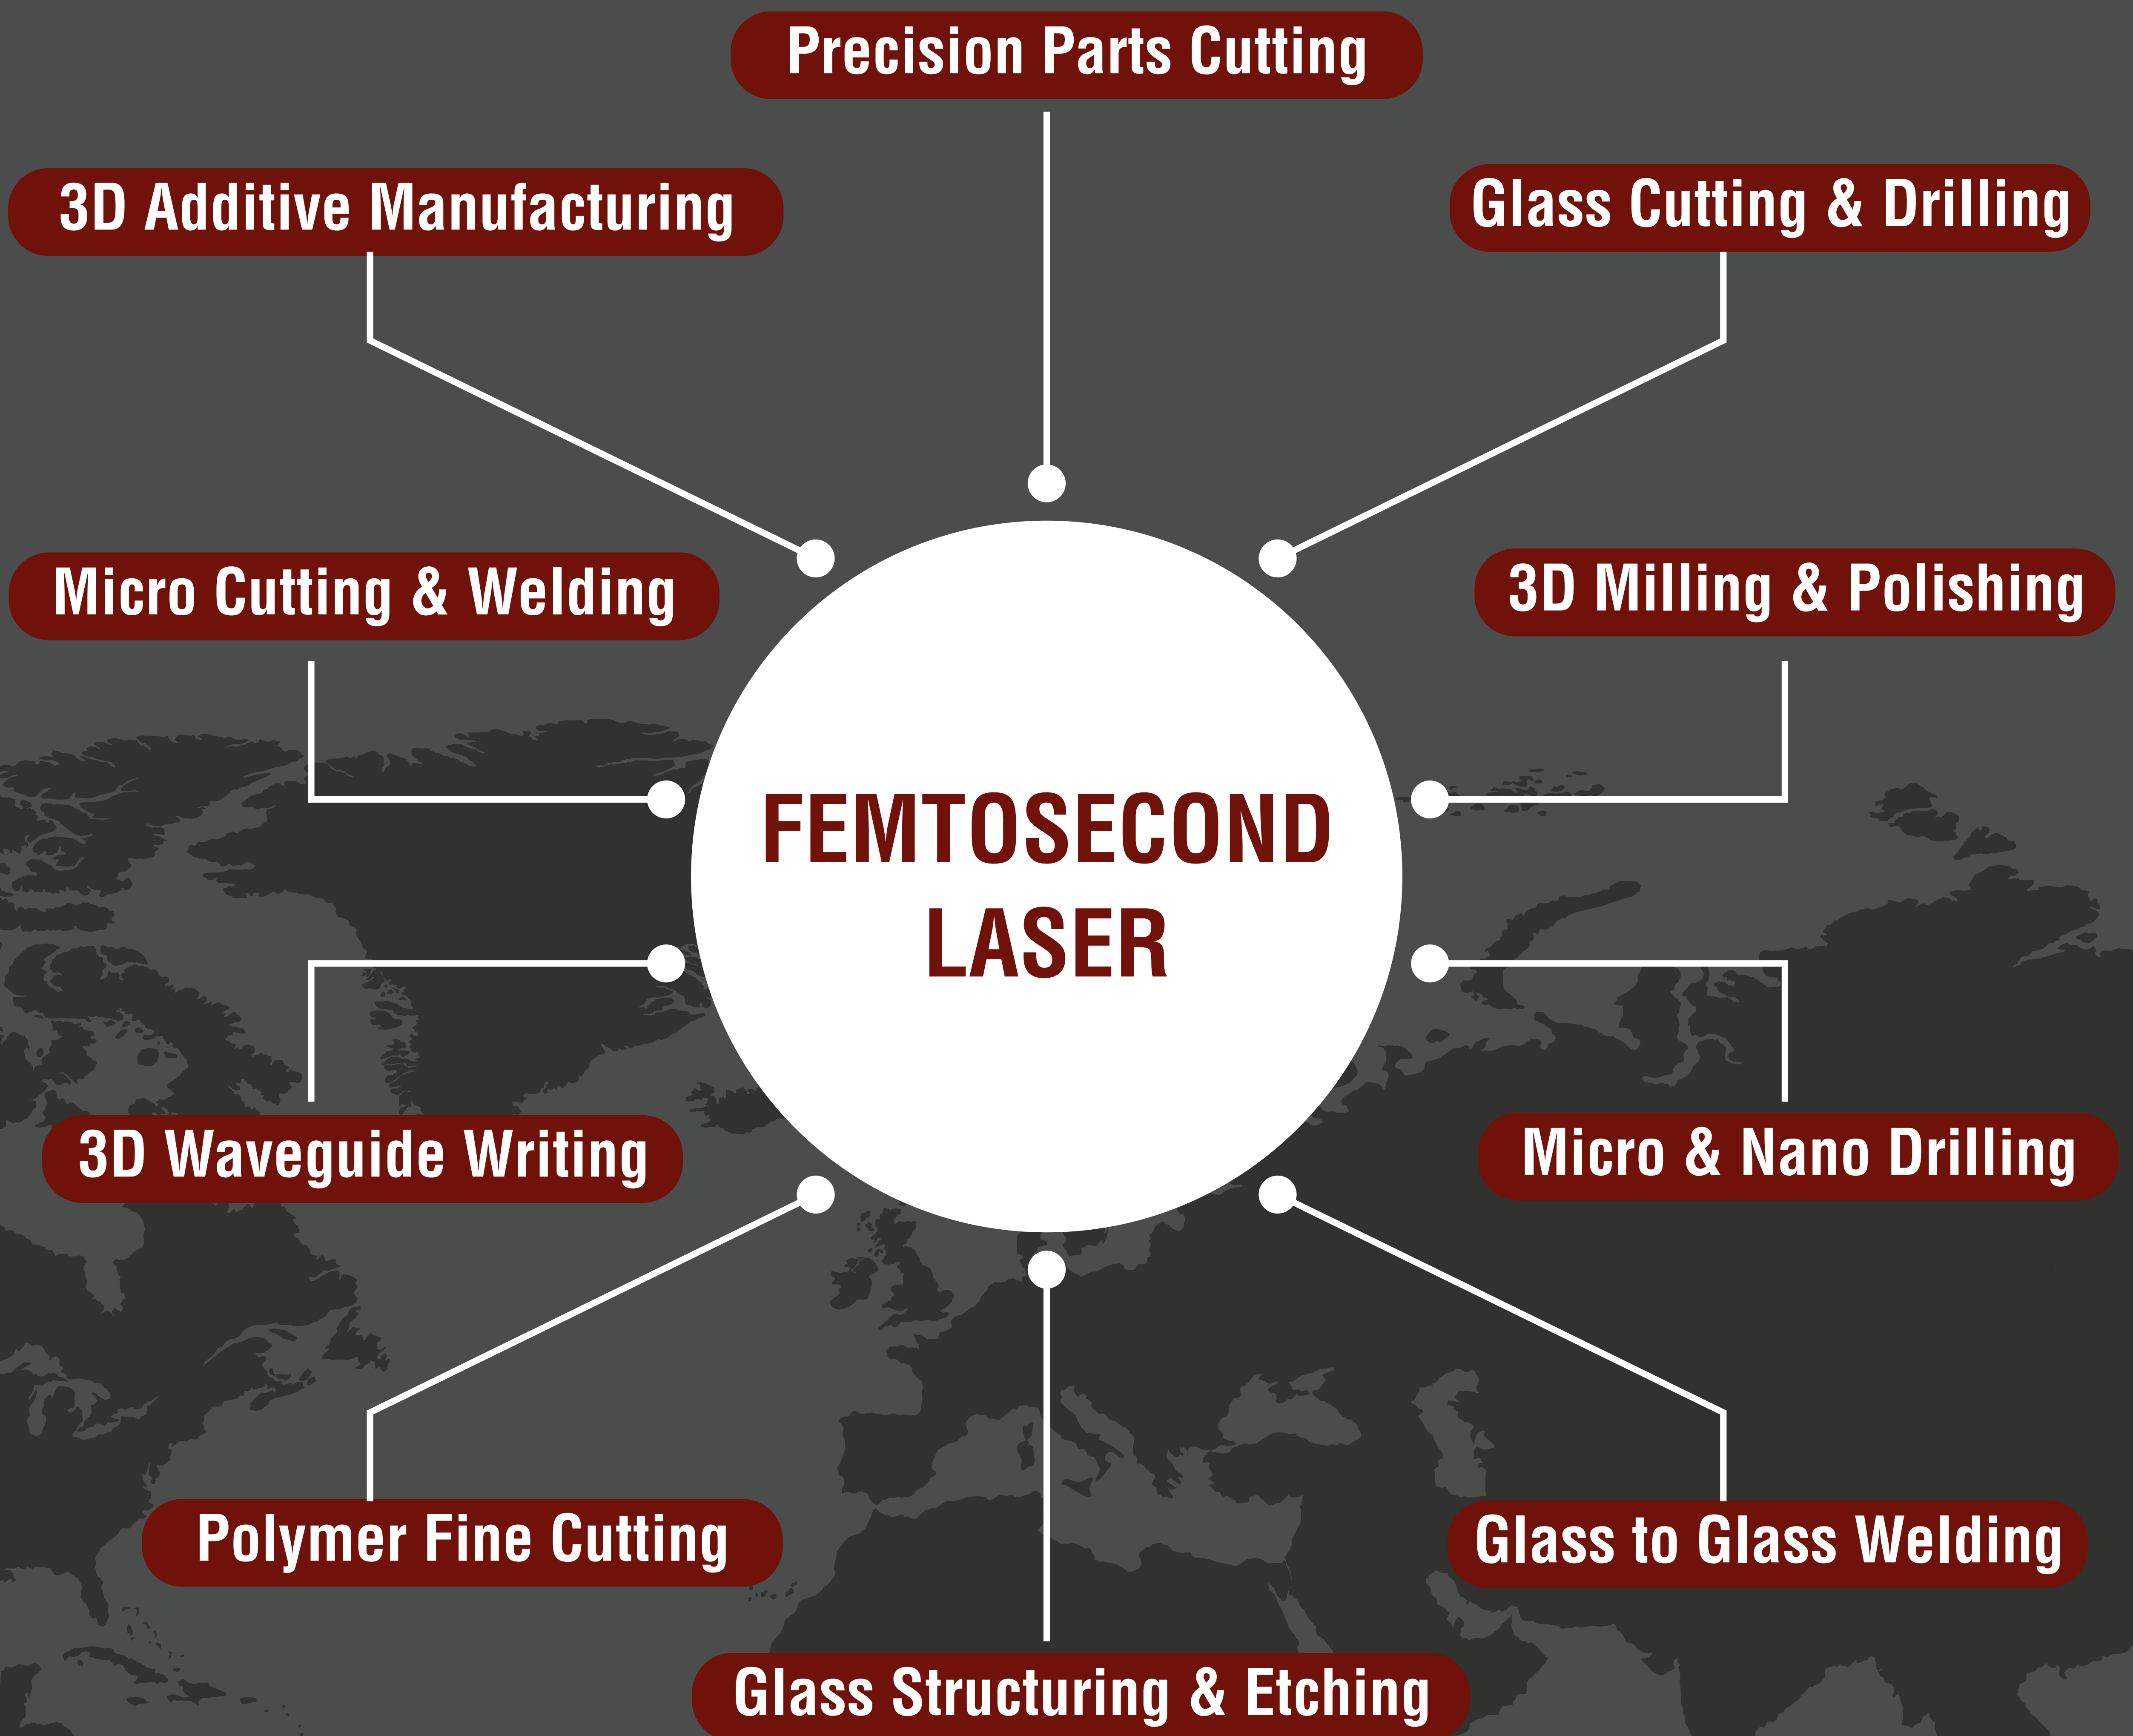 Precision Parts Cutting
3D Additive Manufacturing
Glass Cutting & Drilling
Micro Cutting & Welding
3D Milling & Polishing
FEMTOSECOND
LASER
3D Waveguide Writing
Micro & Nano Drilling
Polymer Fine Cutting
Glass to Glass Welding
Glass Structuring & Etching